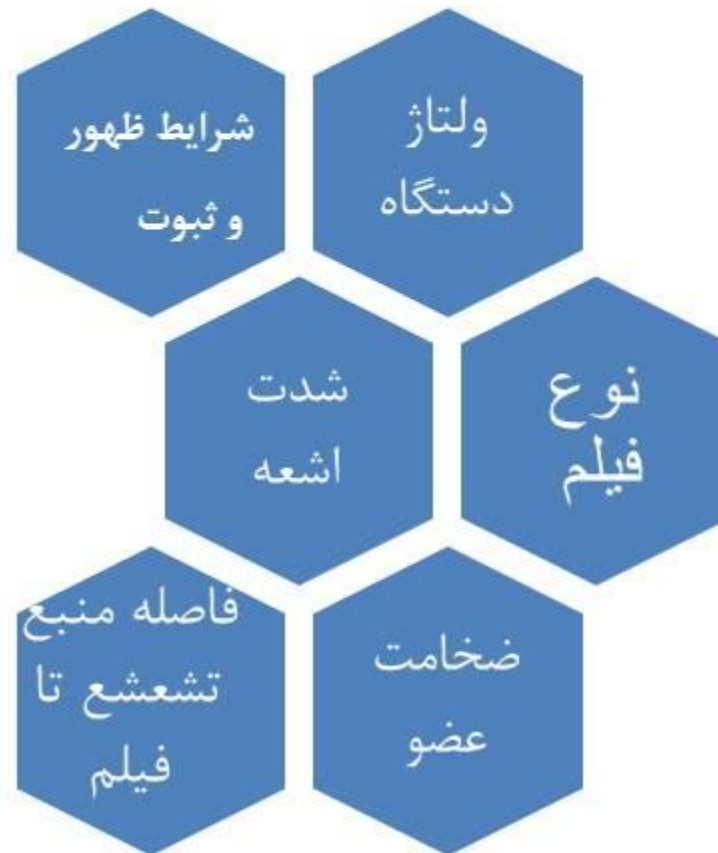 ولتاژ
دستگاه
شرایط ظهور
و ثبوت
نوع
فیلم
شدت
اشعه
ضخامت
عضو
فاصله منبع
تشعشع تا
فیلم